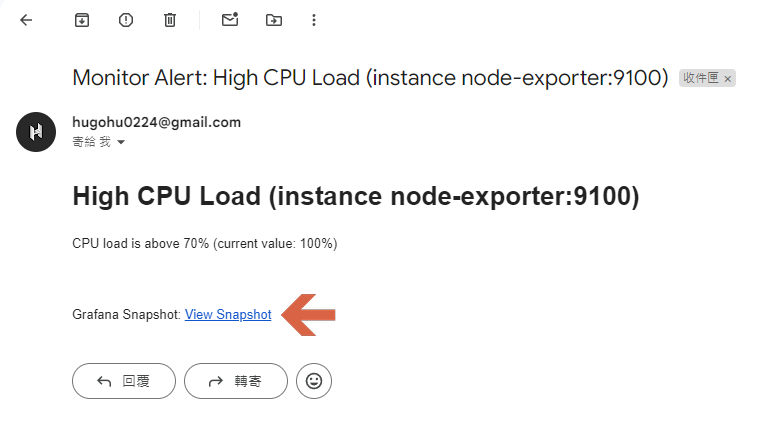 Monitor Alert: High CPU Load (instance node-exporter:9100) 收件匣 ×
hugohu0224@gmail.com
寄給 我
High CPU Load (instance node-exporter:9100)
CPU load is above 70% (current value: 100%)
Grafana Snapshot: View Snapshot
回覆 轉寄